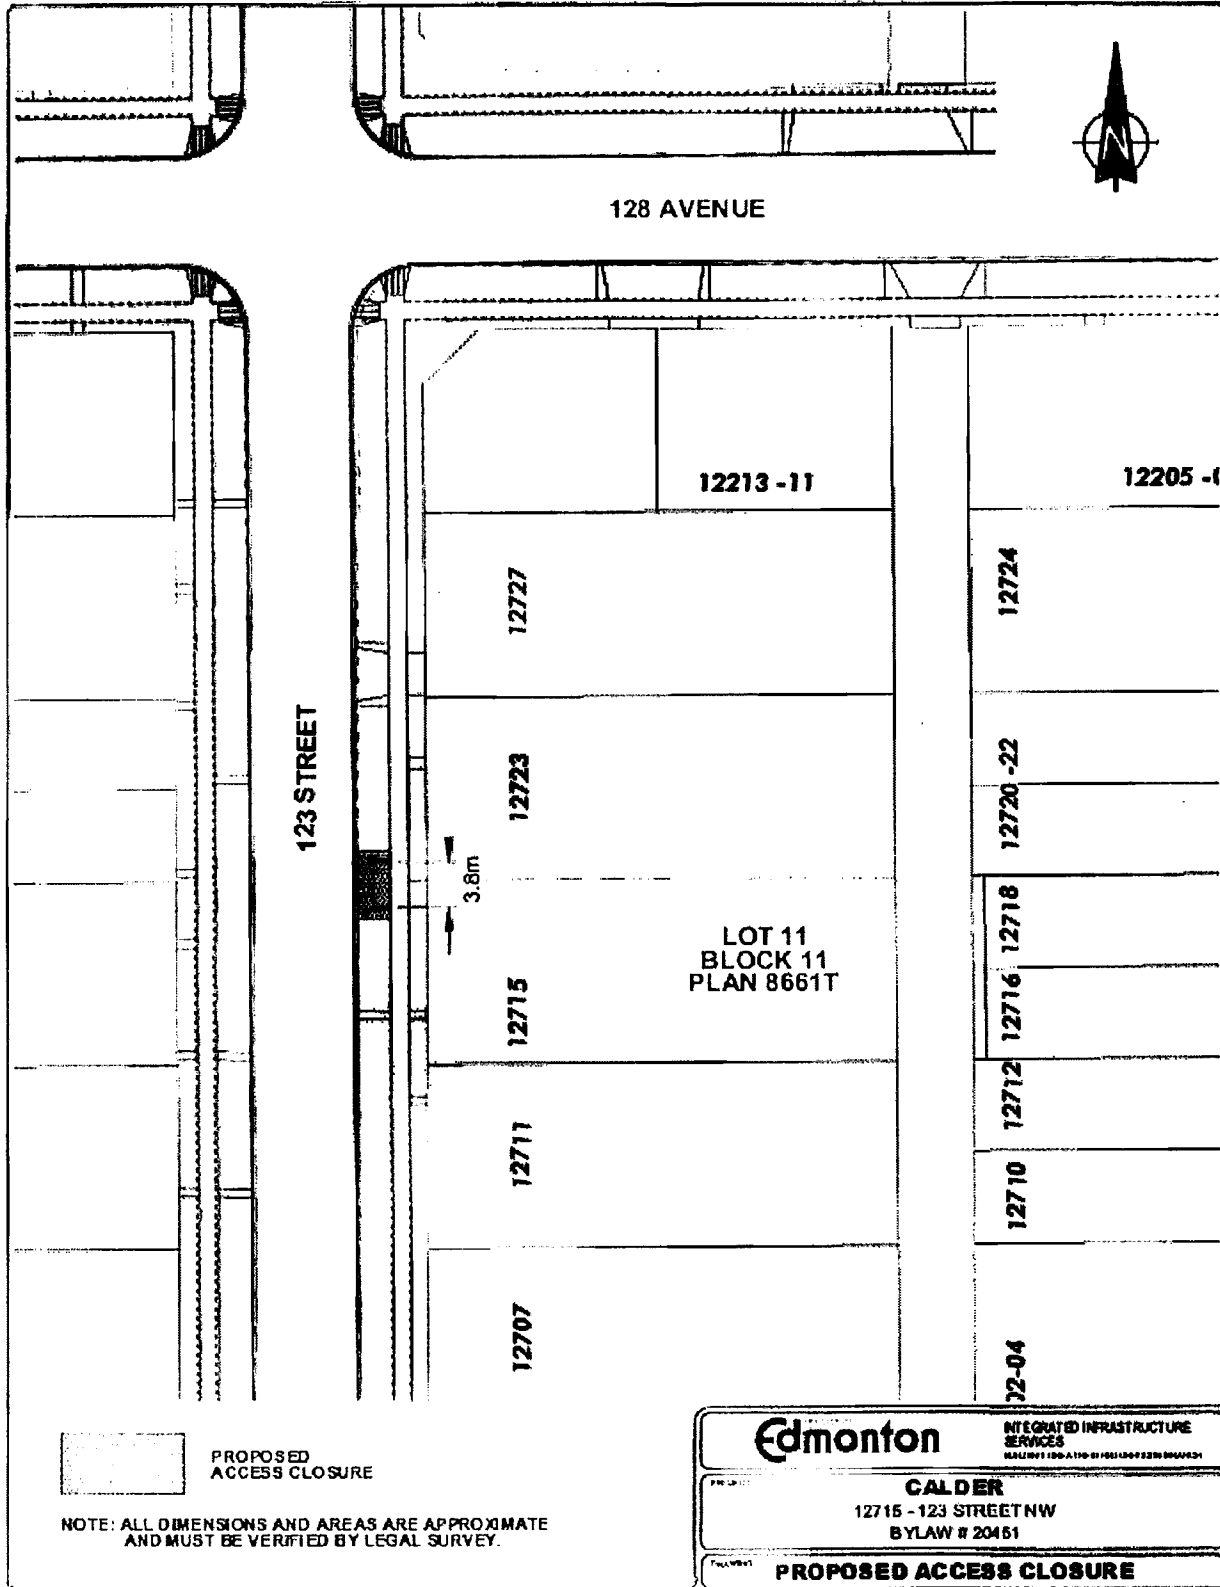 N
128 AVENUE
12213 -11
12205 -
12727
12724
123 STREET
12723
12720 -22
3.8m
12718
LOT 11
BLOCK 11
PLAN 8661T
12715
12716
12712
12711
12710
12707
02-04
PROPOSED
ACCESS CLOSURE
NOTE: ALL DIMENSIONS AND AREAS ARE APPROXIMATE
AND MUST BE VERIFIED BY LEGAL SURVEY.
Edmonton
INTEGRATED INFRASTRUCTURE
SERVICES
CALDER
12715 - 123 STREET NW
BYLAW # 20451
PROPOSED ACCESS CLOSURE